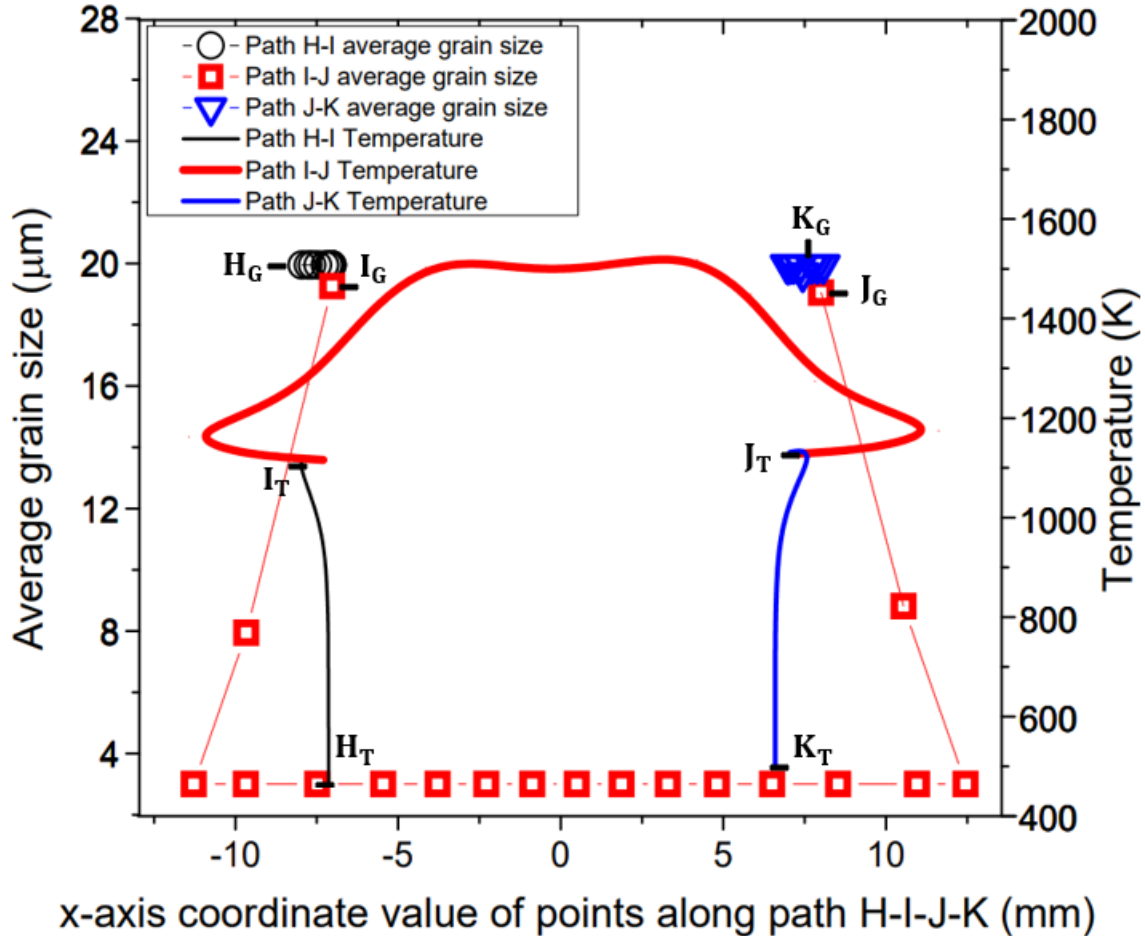 28
24
20
16
12
8
4
Average grain size (μm)
Path H-I average grain size
Path I-J average grain size
Path J-K average grain size
Path H-I Temperature
Path I-J Temperature
Path J-K Temperature
H_G
I_G
K_G
J_G
I_T
J_T
H_T
K_T
2000
1800
1600
1400
1200
1000
800
600
400
Temperature (K)
-10 -5 0 5 10
x-axis coordinate value of points along path H-I-J-K (mm)